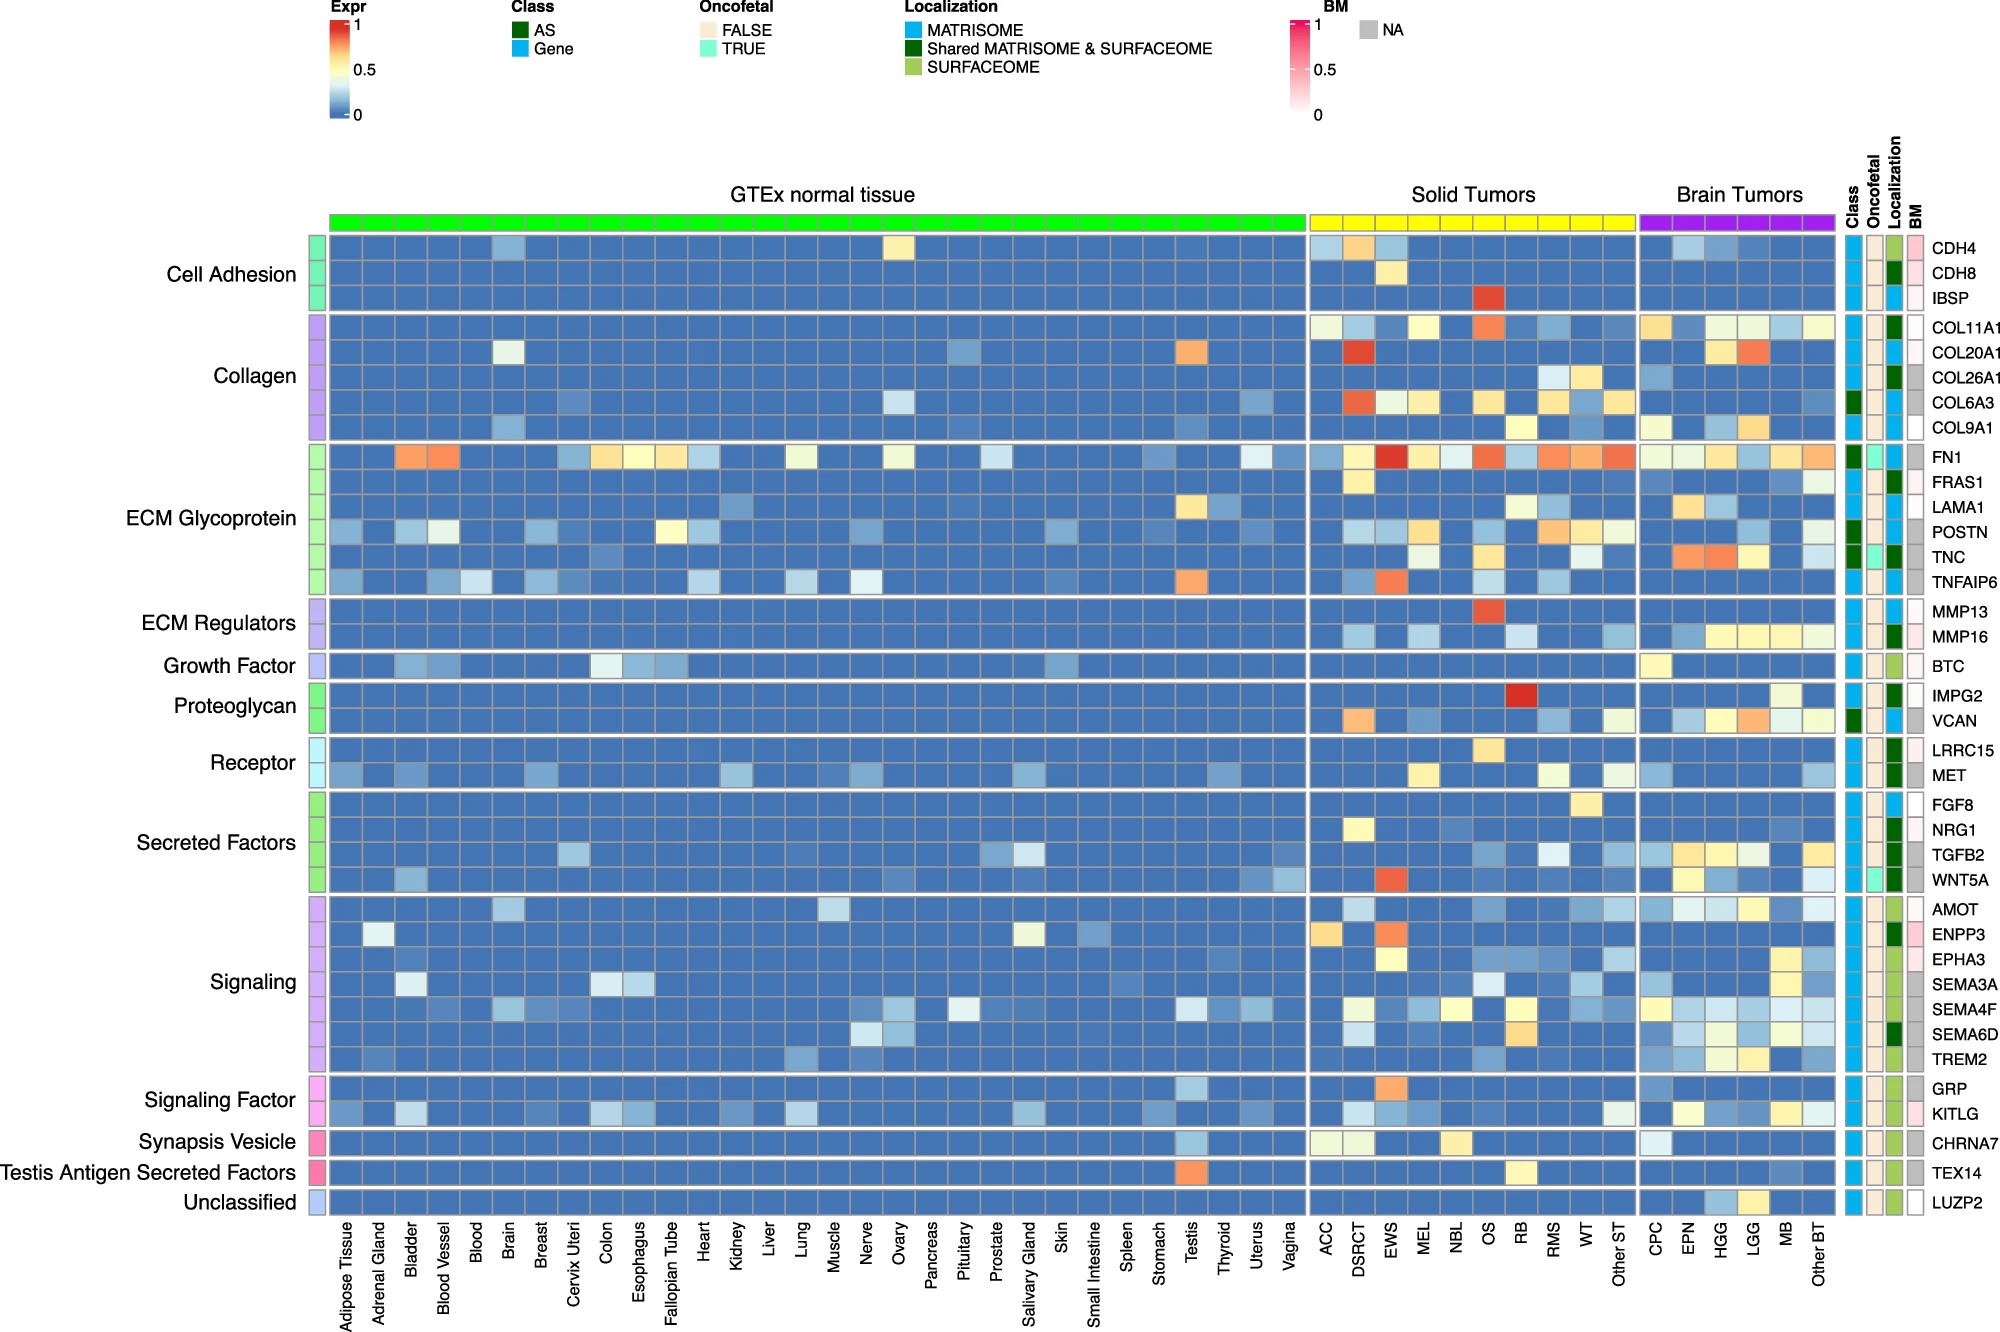 Expr
1
0.5
0
Class
AS
Gene
Oncofetal
FALSE
TRUE
Localization
MATRISOME
Shared MATRISOME & SURFACEOME
SURFACEOME
BM
1
0.5
0
NA
GTEx normal tissue
Solid Tumors
Brain Tumors
Class
Oncofetal
Localization
BM
Cell Adhesion
Collagen
ECM Glycoprotein
ECM Regulators
Growth Factor
Proteoglycan
Receptor
Secreted Factors
Signaling
Signaling Factor
Synapsis Vesicle
Testis Antigen Secreted Factors
Unclassified
CDH4
CDH8
IBSP
COL11A1
COL20A1
COL26A1
COL6A3
COL9A1
FN1
FRAS1
LAMA1
POSTN
TNC
TNFAIP6
MMP13
MMP16
BTC
IMPG2
VCAN
LRRC15
MET
FGF8
NRG1
TGFB2
WNT5A
AMOT
ENPP3
EPHA3
SEMA3A
SEMA4F
SEMA6D
TREM2
GRP
KITLG
CHRNA7
TEX14
LUZP2
Adipose Tissue
Adrenal Gland
Bladder
Blood Vessel
Blood
Brain
Breast
Cervix Uteri
Colon
Esophagus
Fallopian Tube
Heart
Kidney
Liver
Lung
Muscle
Nerve
Ovary
Pancreas
Pituitary
Prostate
Salivary Gland
Skin
Small Intestine
Spleen
Stomach
Testis
Thyroid
Uterus
Vagina
ACC
DSRCT
EWS
MEL
NBL
OS
RB
RMS
WT
Other ST
CPC
EPN
HGG
LGG
MB
Other BT